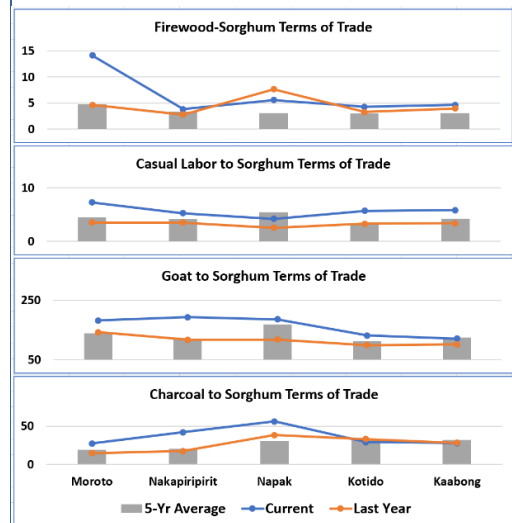 Firewood-Sorghum Terms of Trade
15
10
5
0
Casual Labor to Sorghum Terms of Trade
10
0
Goat to Sorghum Terms of Trade
250
50
Charcoal to Sorghum Terms of Trade
50
0
Moroto Nakapiripirit Napak Kotido Kaabong
5-Yr Average Current Last Year